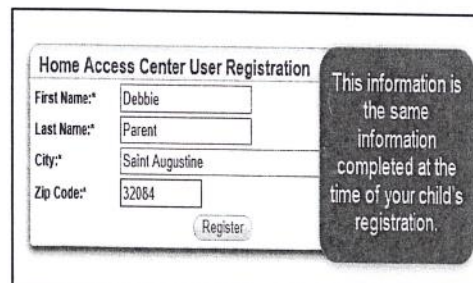 Home Access Center User Registration
First Name:* Debbie
Last Name:* Parent
City:* Saint Augustine
Zip Code:* 32084
Register
This information is
the same
information
completed at the
time of your child's
registration.